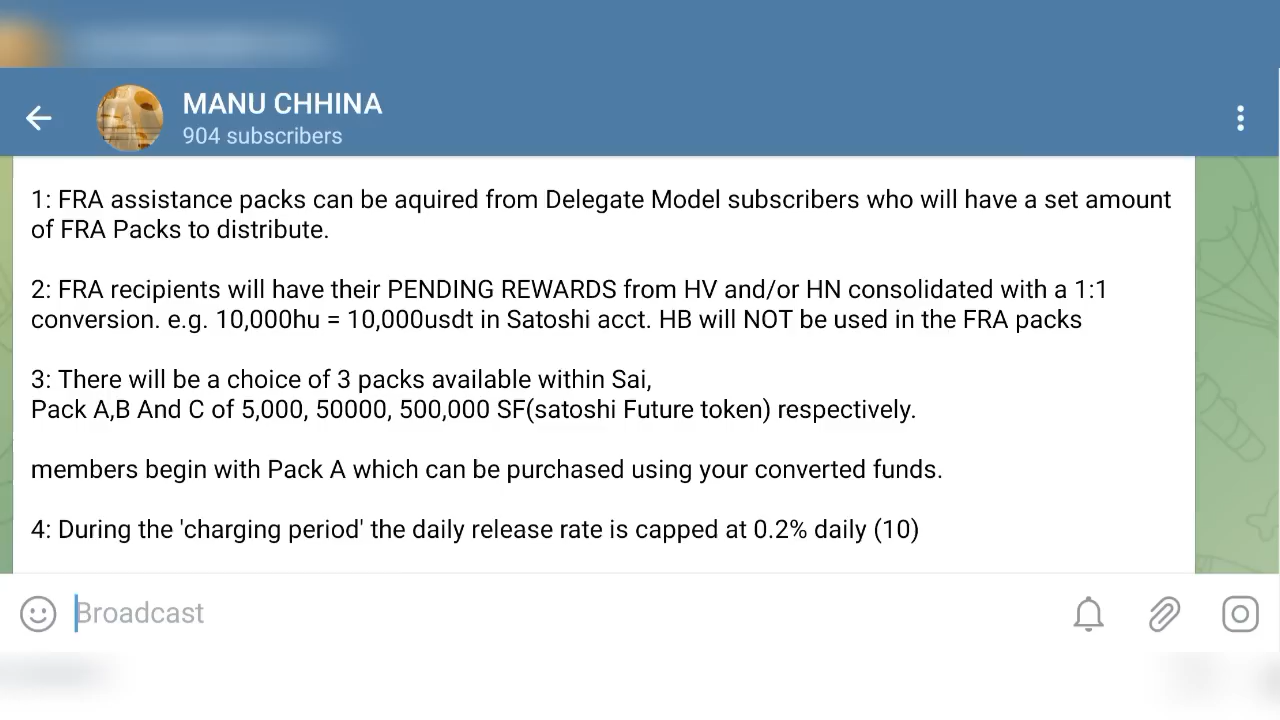 MANU CHHINA
904 subscribers
1: FRA assistance packs can be aquired from Delegate Model subscribers who will have a set amount
of FRA Packs to distribute.
2: FRA recipients will have their PENDING REWARDS from HV and/or HN consolidated with a 1:1
conversion. e.g. 10,000hu = 10,000usdt in Satoshi acct. HB will NOT be used in the FRA packs
3: There will be a choice of 3 packs available within Sai,
Pack A,B And C of 5,000, 50000, 500,000 SF(satoshi Future token) respectively.
members begin with Pack A which can be purchased using your converted funds.
4: During the 'charging period' the daily release rate is capped at 0.2% daily (10)
Broadcast